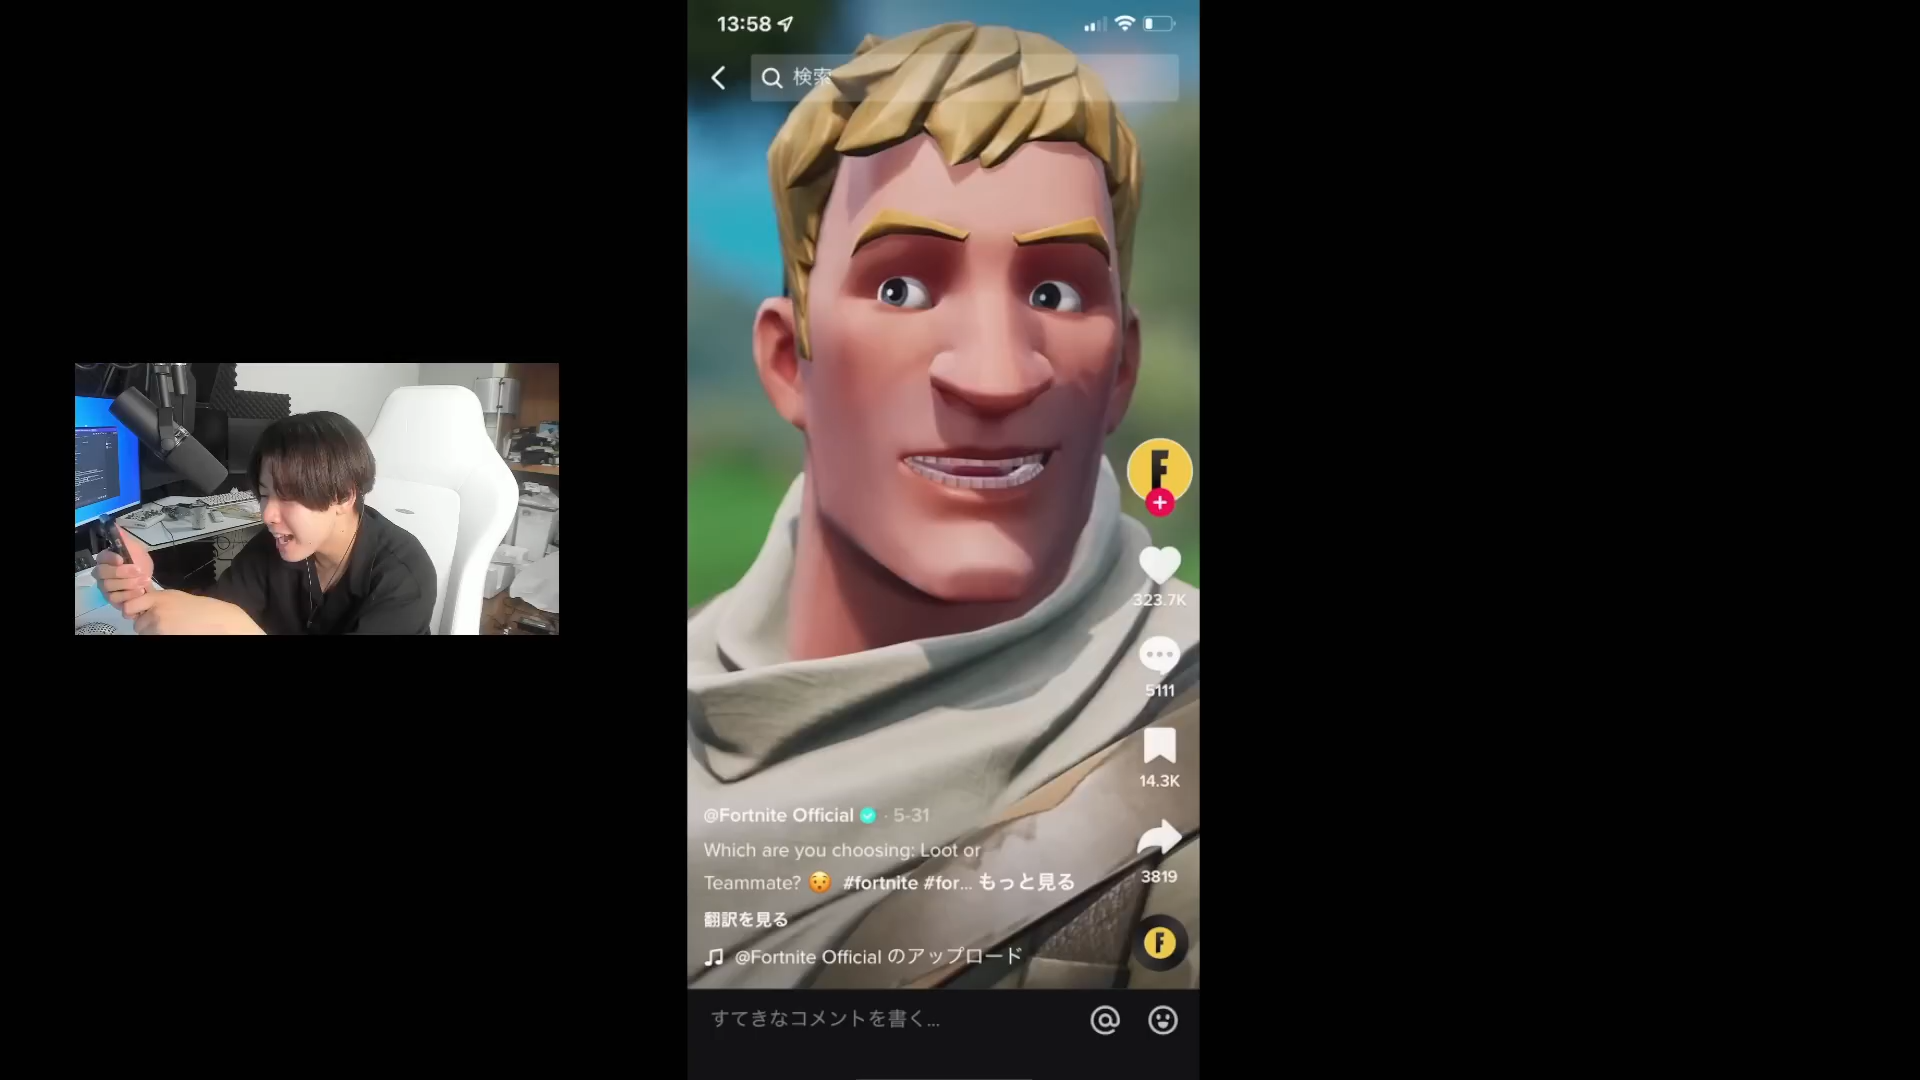 13:58
検索
323.7K
5111
14.3K
3819
@Fortnite Official · 5-31
Which are you choosing: Loot or
Teammate? 😯 #fortnite #for... もっと見る
翻訳を見る
@Fortnite Official のアップロード
すてきなコメントを書く...